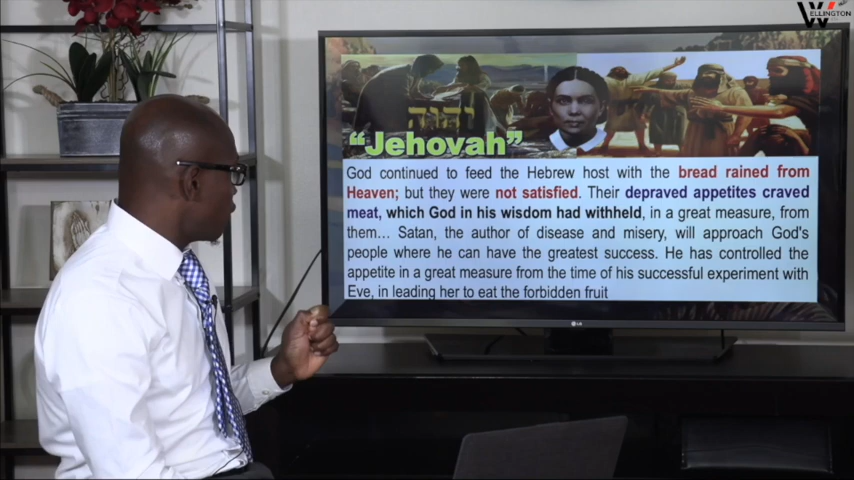 WELLINGTON
יהוה
“Jehovah”
God continued to feed the Hebrew host with the bread rained from
Heaven; but they were not satisfied. Their depraved appetites craved
meat, which God in his wisdom had withheld, in a great measure, from
them... Satan, the author of disease and misery, will approach God's
people where he can have the greatest success. He has controlled the
appetite in a great measure from the time of his successful experiment with
Eve, in leading her to eat the forbidden fruit
LG